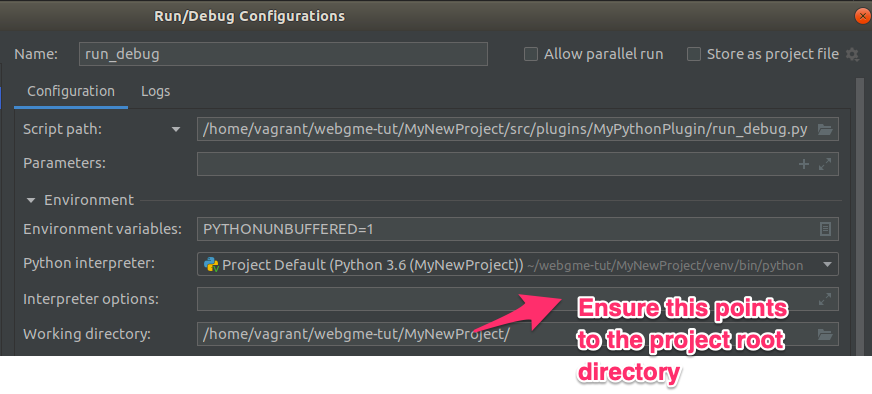 Run/Debug Configurations
Name: run_debug Allow parallel run Store as project file
Configuration Logs
Script path: /home/vagrant/webgme-tut/MyNewProject/src/plugins/MyPythonPlugin/run_debug.py
Parameters:
Environment
Environment variables: PYTHONUNBUFFERED=1
Python interpreter: Project Default (Python 3.6 (MyNewProject)) ~/webgme-tut/MyNewProject/venv/bin/python
Interpreter options:
Working directory: /home/vagrant/webgme-tut/MyNewProject/
Ensure this points
to the project root
directory